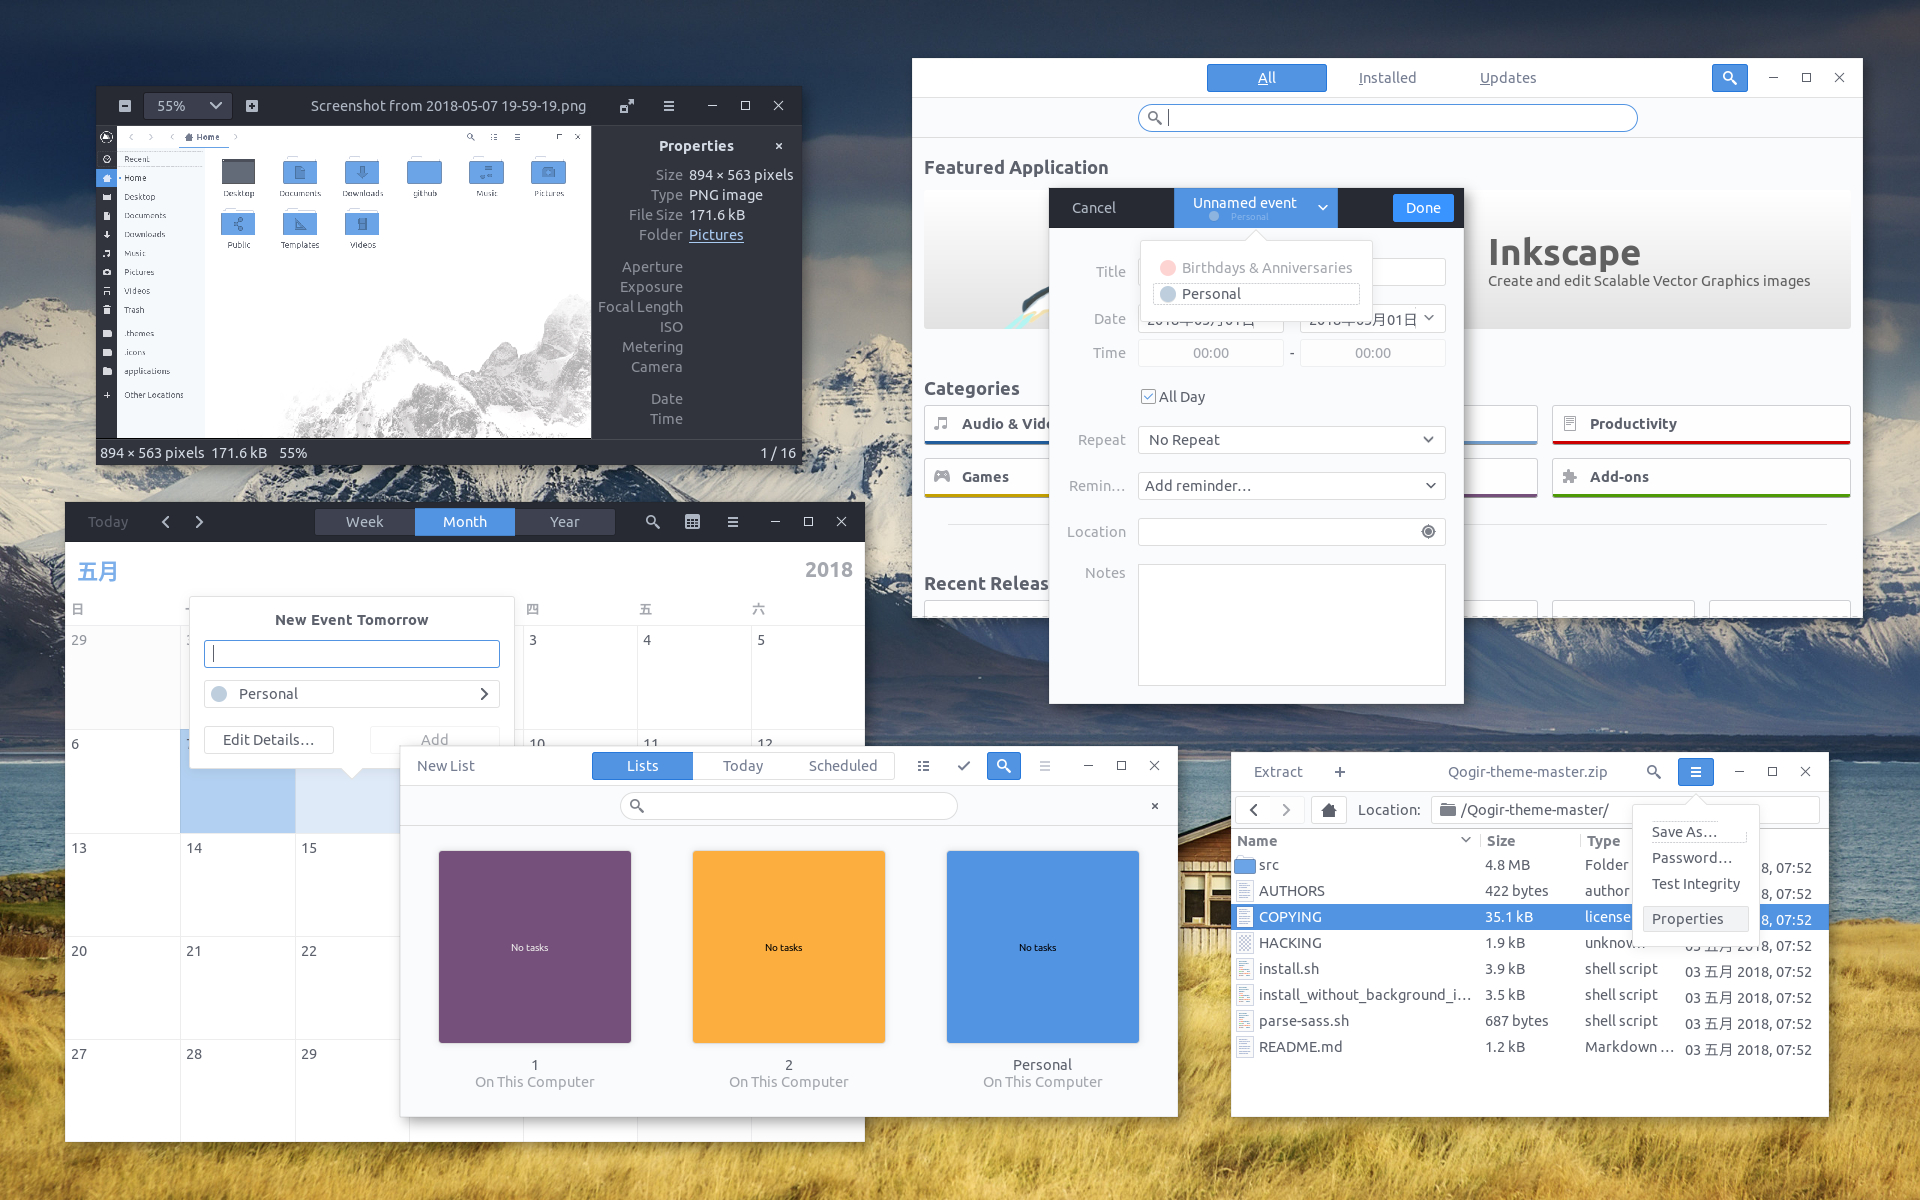 55%
Screenshot from 2018-05-07 19-59-19.png
Home
Recent
Home
Desktop
Documents
Downloads
Music
Pictures
Videos
Trash
.themes
.icons
applications
Other Locations
Desktop
Documents
Downloads
github
Music
Pictures
Public
Templates
Videos
Properties
Size 894 × 563 pixels
Type PNG image
File Size 171.6 kB
Folder Pictures
Aperture
Exposure
Focal Length
ISO
Metering
Camera
Date
Time
894 × 563 pixels 171.6 kB 55%
1 / 16
All
Installed
Updates
Featured Application
Inkscape
Create and edit Scalable Vector Graphics images
Categories
Audio & Vide
Productivity
Games
Add-ons
Recent Releas
Cancel
Unnamed event
Personal
Done
Birthdays & Anniversaries
Personal
Title
Date
Time 00:00 - 00:00
All Day
Repeat No Repeat
Remin… Add reminder…
Location
Notes
Today
Week
Month
Year
五月
2018
日
四
五
六
29
3
4
5
6
10
11
12
13
14
15
20
21
22
27
28
29
New Event Tomorrow
Personal
Edit Details…
Add
New List
Lists
Today
Scheduled
No tasks
No tasks
No tasks
1
On This Computer
2
On This Computer
Personal
On This Computer
Extract
Qogir-theme-master.zip
Location: /Qogir-theme-master/
Save As…
Password…
Test Integrity
Properties
Name Size Type
src 4.8 MB Folder 8, 07:52
AUTHORS 422 bytes author 8, 07:52
COPYING 35.1 kB license 8, 07:52
HACKING 1.9 kB unknow… 03 五月 2018, 07:52
install.sh 3.9 kB shell script 03 五月 2018, 07:52
install_without_background_i… 3.5 kB shell script 03 五月 2018, 07:52
parse-sass.sh 687 bytes shell script 03 五月 2018, 07:52
README.md 1.2 kB Markdown … 03 五月 2018, 07:52